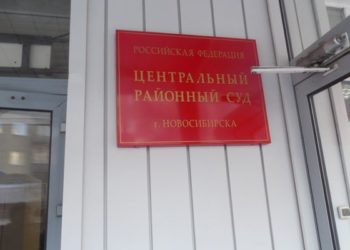 РОССИЙСКАЯ ФЕДЕРАЦИЯ
ЦЕНТРАЛЬНЫЙ
РАЙОННЫЙ СУД
г. НОВОСИБИРСКА